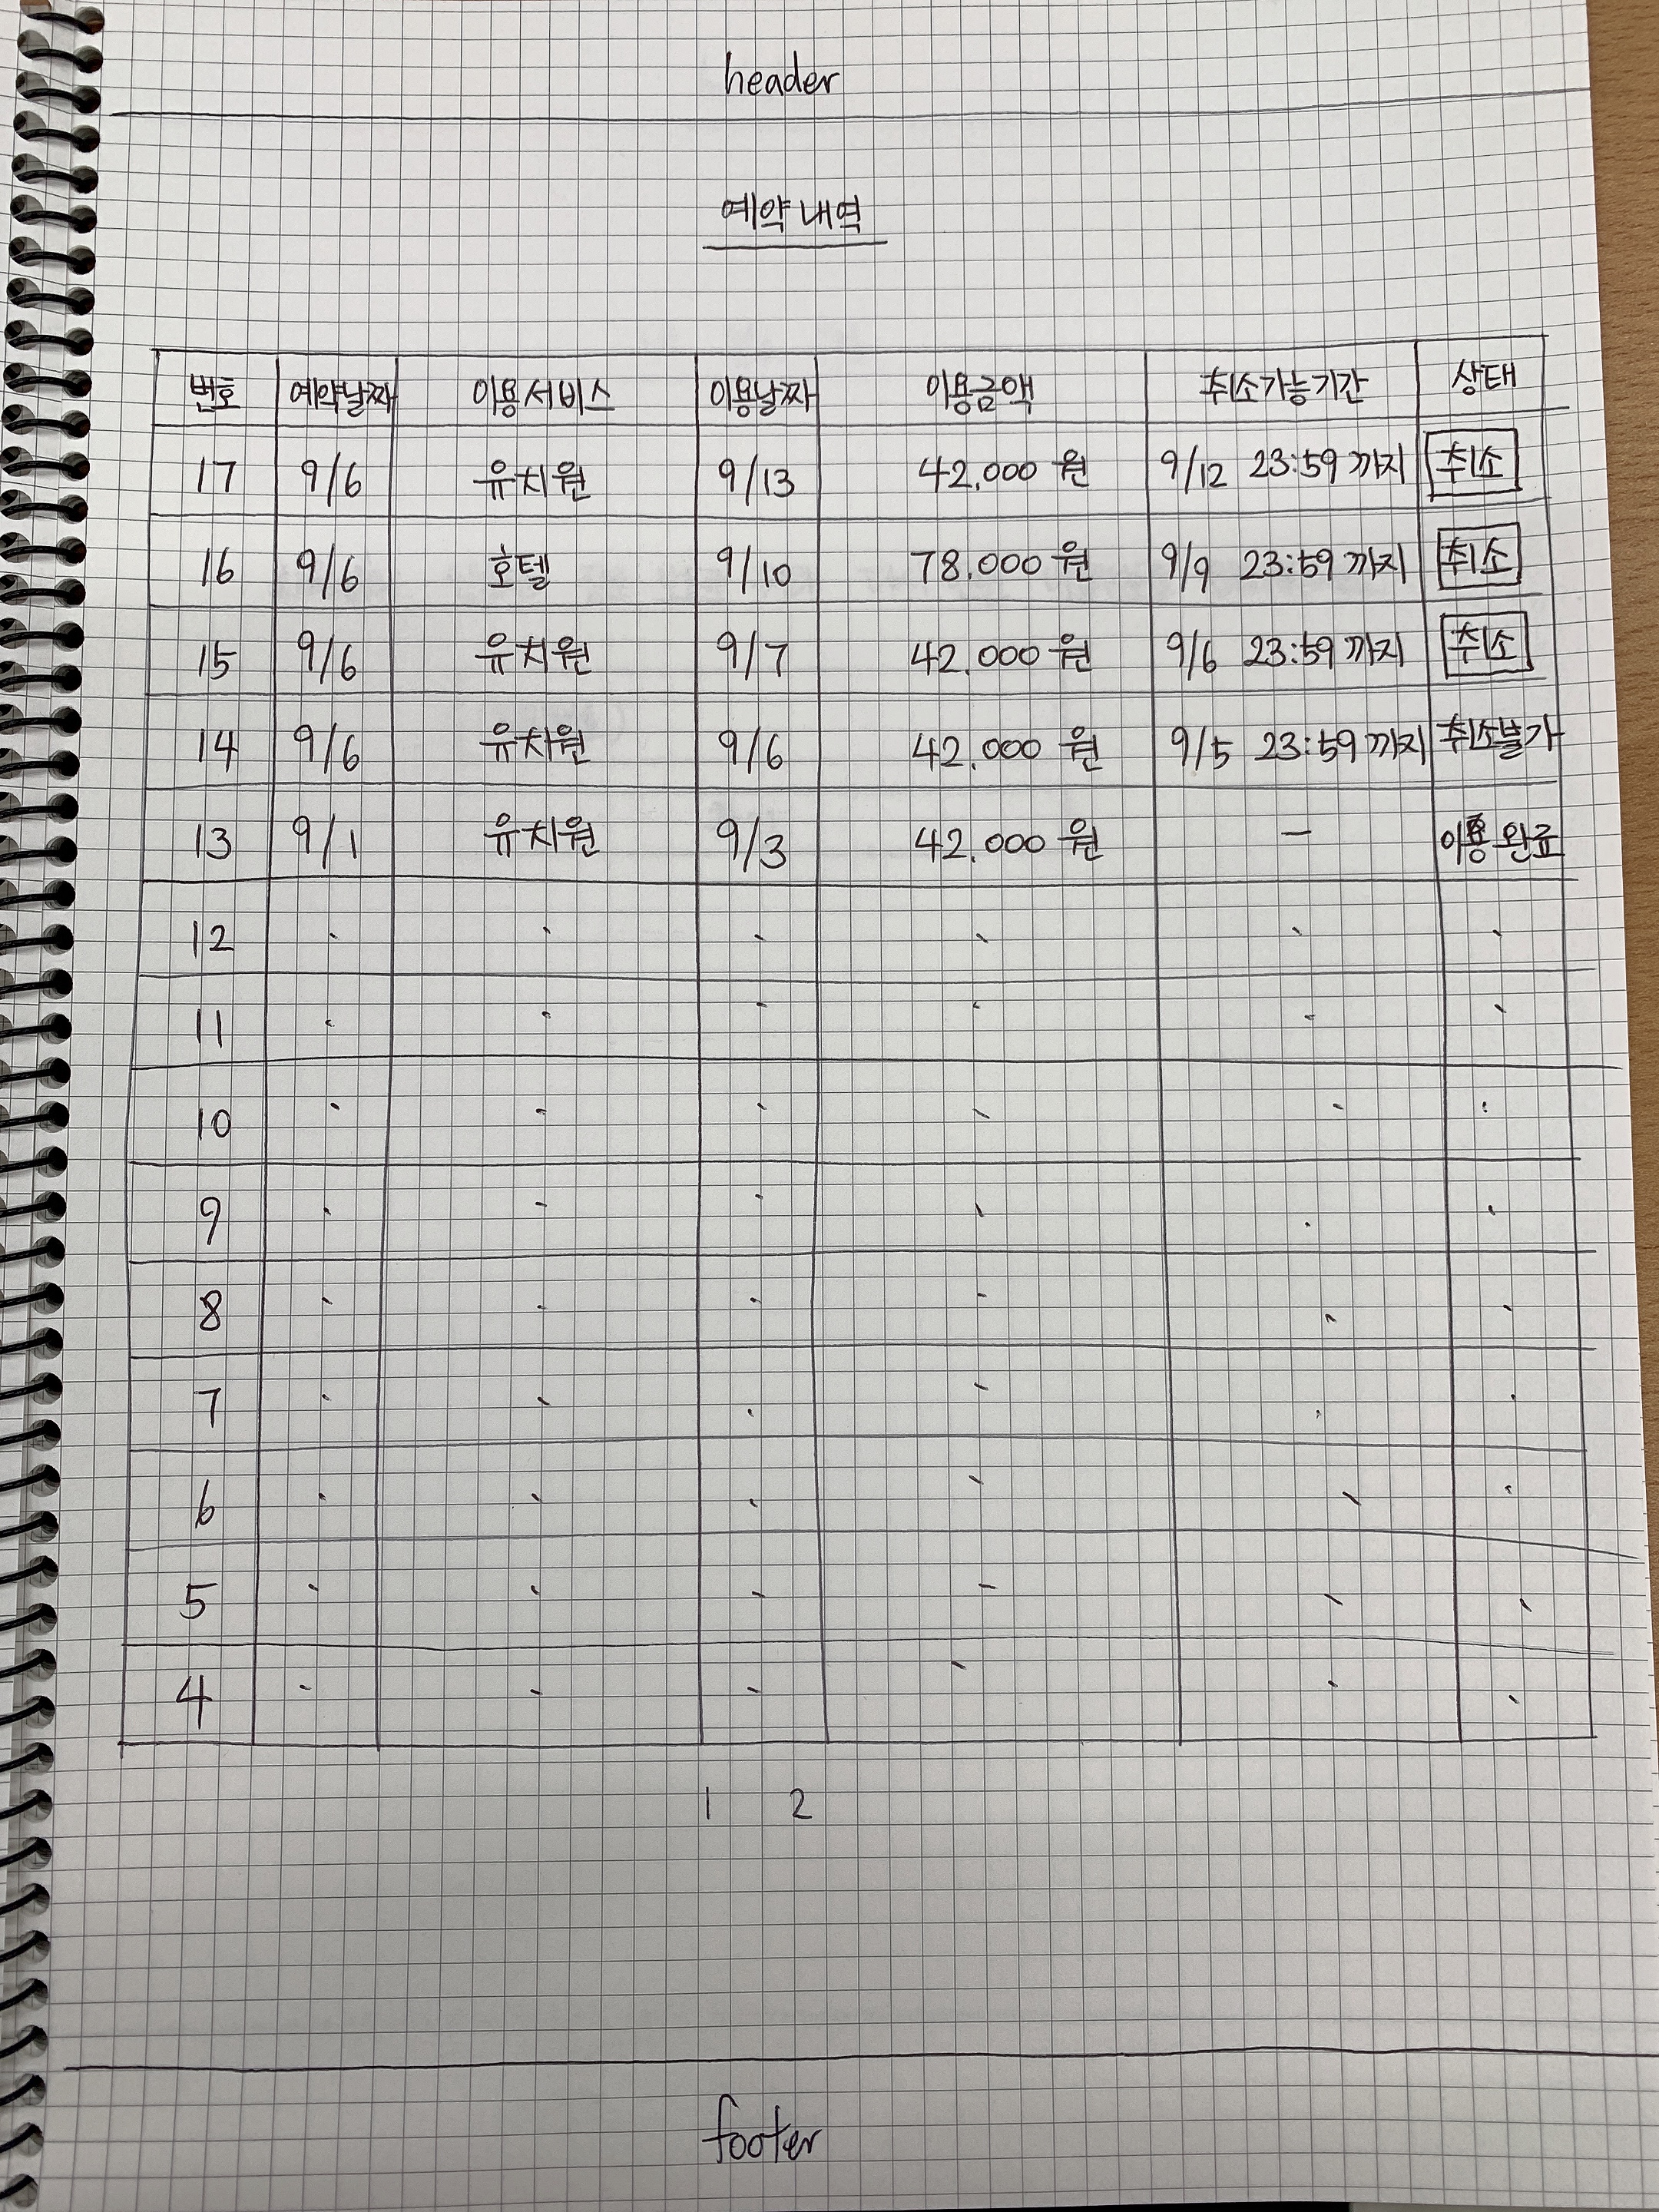 header
예약 내역
번호 예약날짜 이용서비스 이용날짜 이용금액 취소가능기간 상태
17 9/6 유치원 9/13 42.000 원 9/12 23:59 까지 취소
16 9/6 호텔 9/10 78.000 원 9/9 23:59 까지 취소
15 9/6 유치원 9/7 42.000 원 9/6 23:59 까지 취소
14 9/6 유치원 9/6 42.000 원 9/5 23:59 까지 취소불가
13 9/1 유치원 9/3 42.000 원 - 이용완료
12 . . . . . .
11 . . . . . .
10 . . . . . :
9 . . . . . .
8 . . . . . .
7 . . . . . .
6 . . . . . .
5 . . . . . .
4 . . . . . .
1 2
footer